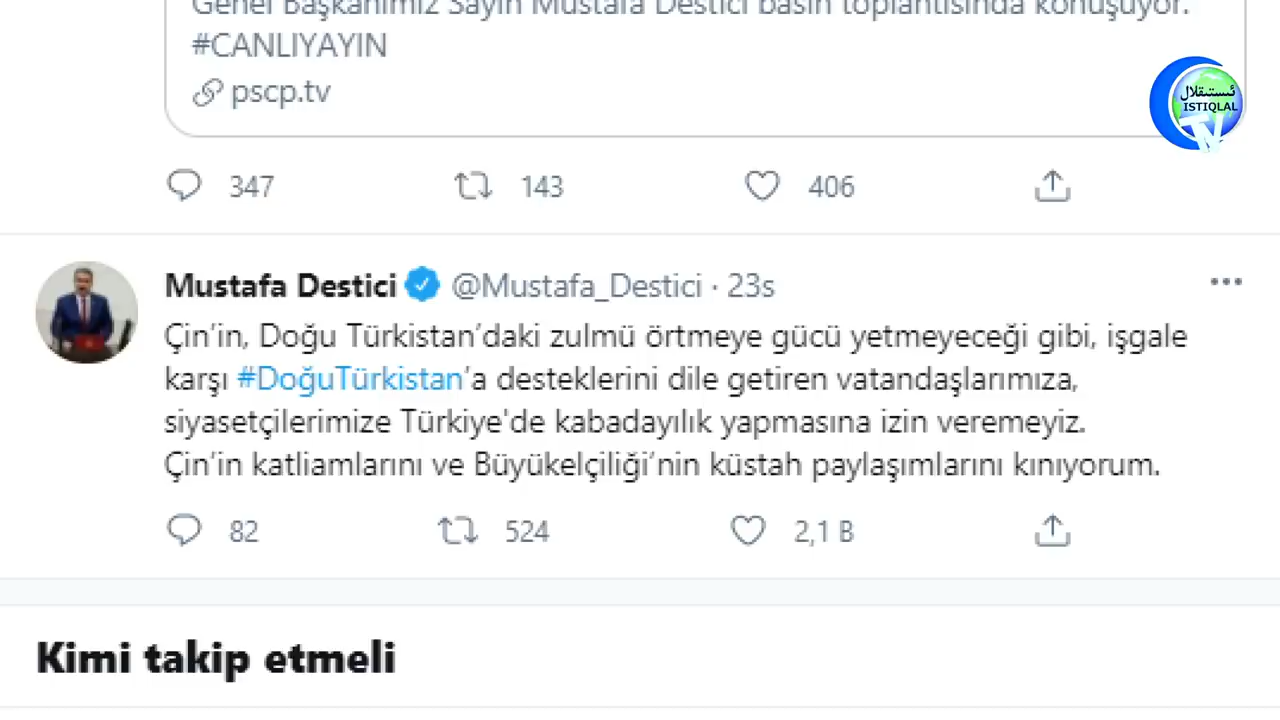 Genel Başkanımız Sayın Mustafa Destici basın toplantısında konuşuyor.
#CANLIYAYIN
pscp.tv
ئىستىقلال
ISTIQLAL
TV
347 143 406
Mustafa Destici @Mustafa_Destici · 23s
Çin’in, Doğu Türkistan’daki zulmü örtmeye gücü yetmeyeceği gibi, işgale
karşı #DoğuTürkistan’a desteklerini dile getiren vatandaşlarımıza,
siyasetçilerimize Türkiye'de kabadayılık yapmasına izin veremeyiz.
Çin’in katliamlarını ve Büyükelçiliği’nin küstah paylaşımlarını kınıyorum.
82 524 2,1 B
Kimi takip etmeli